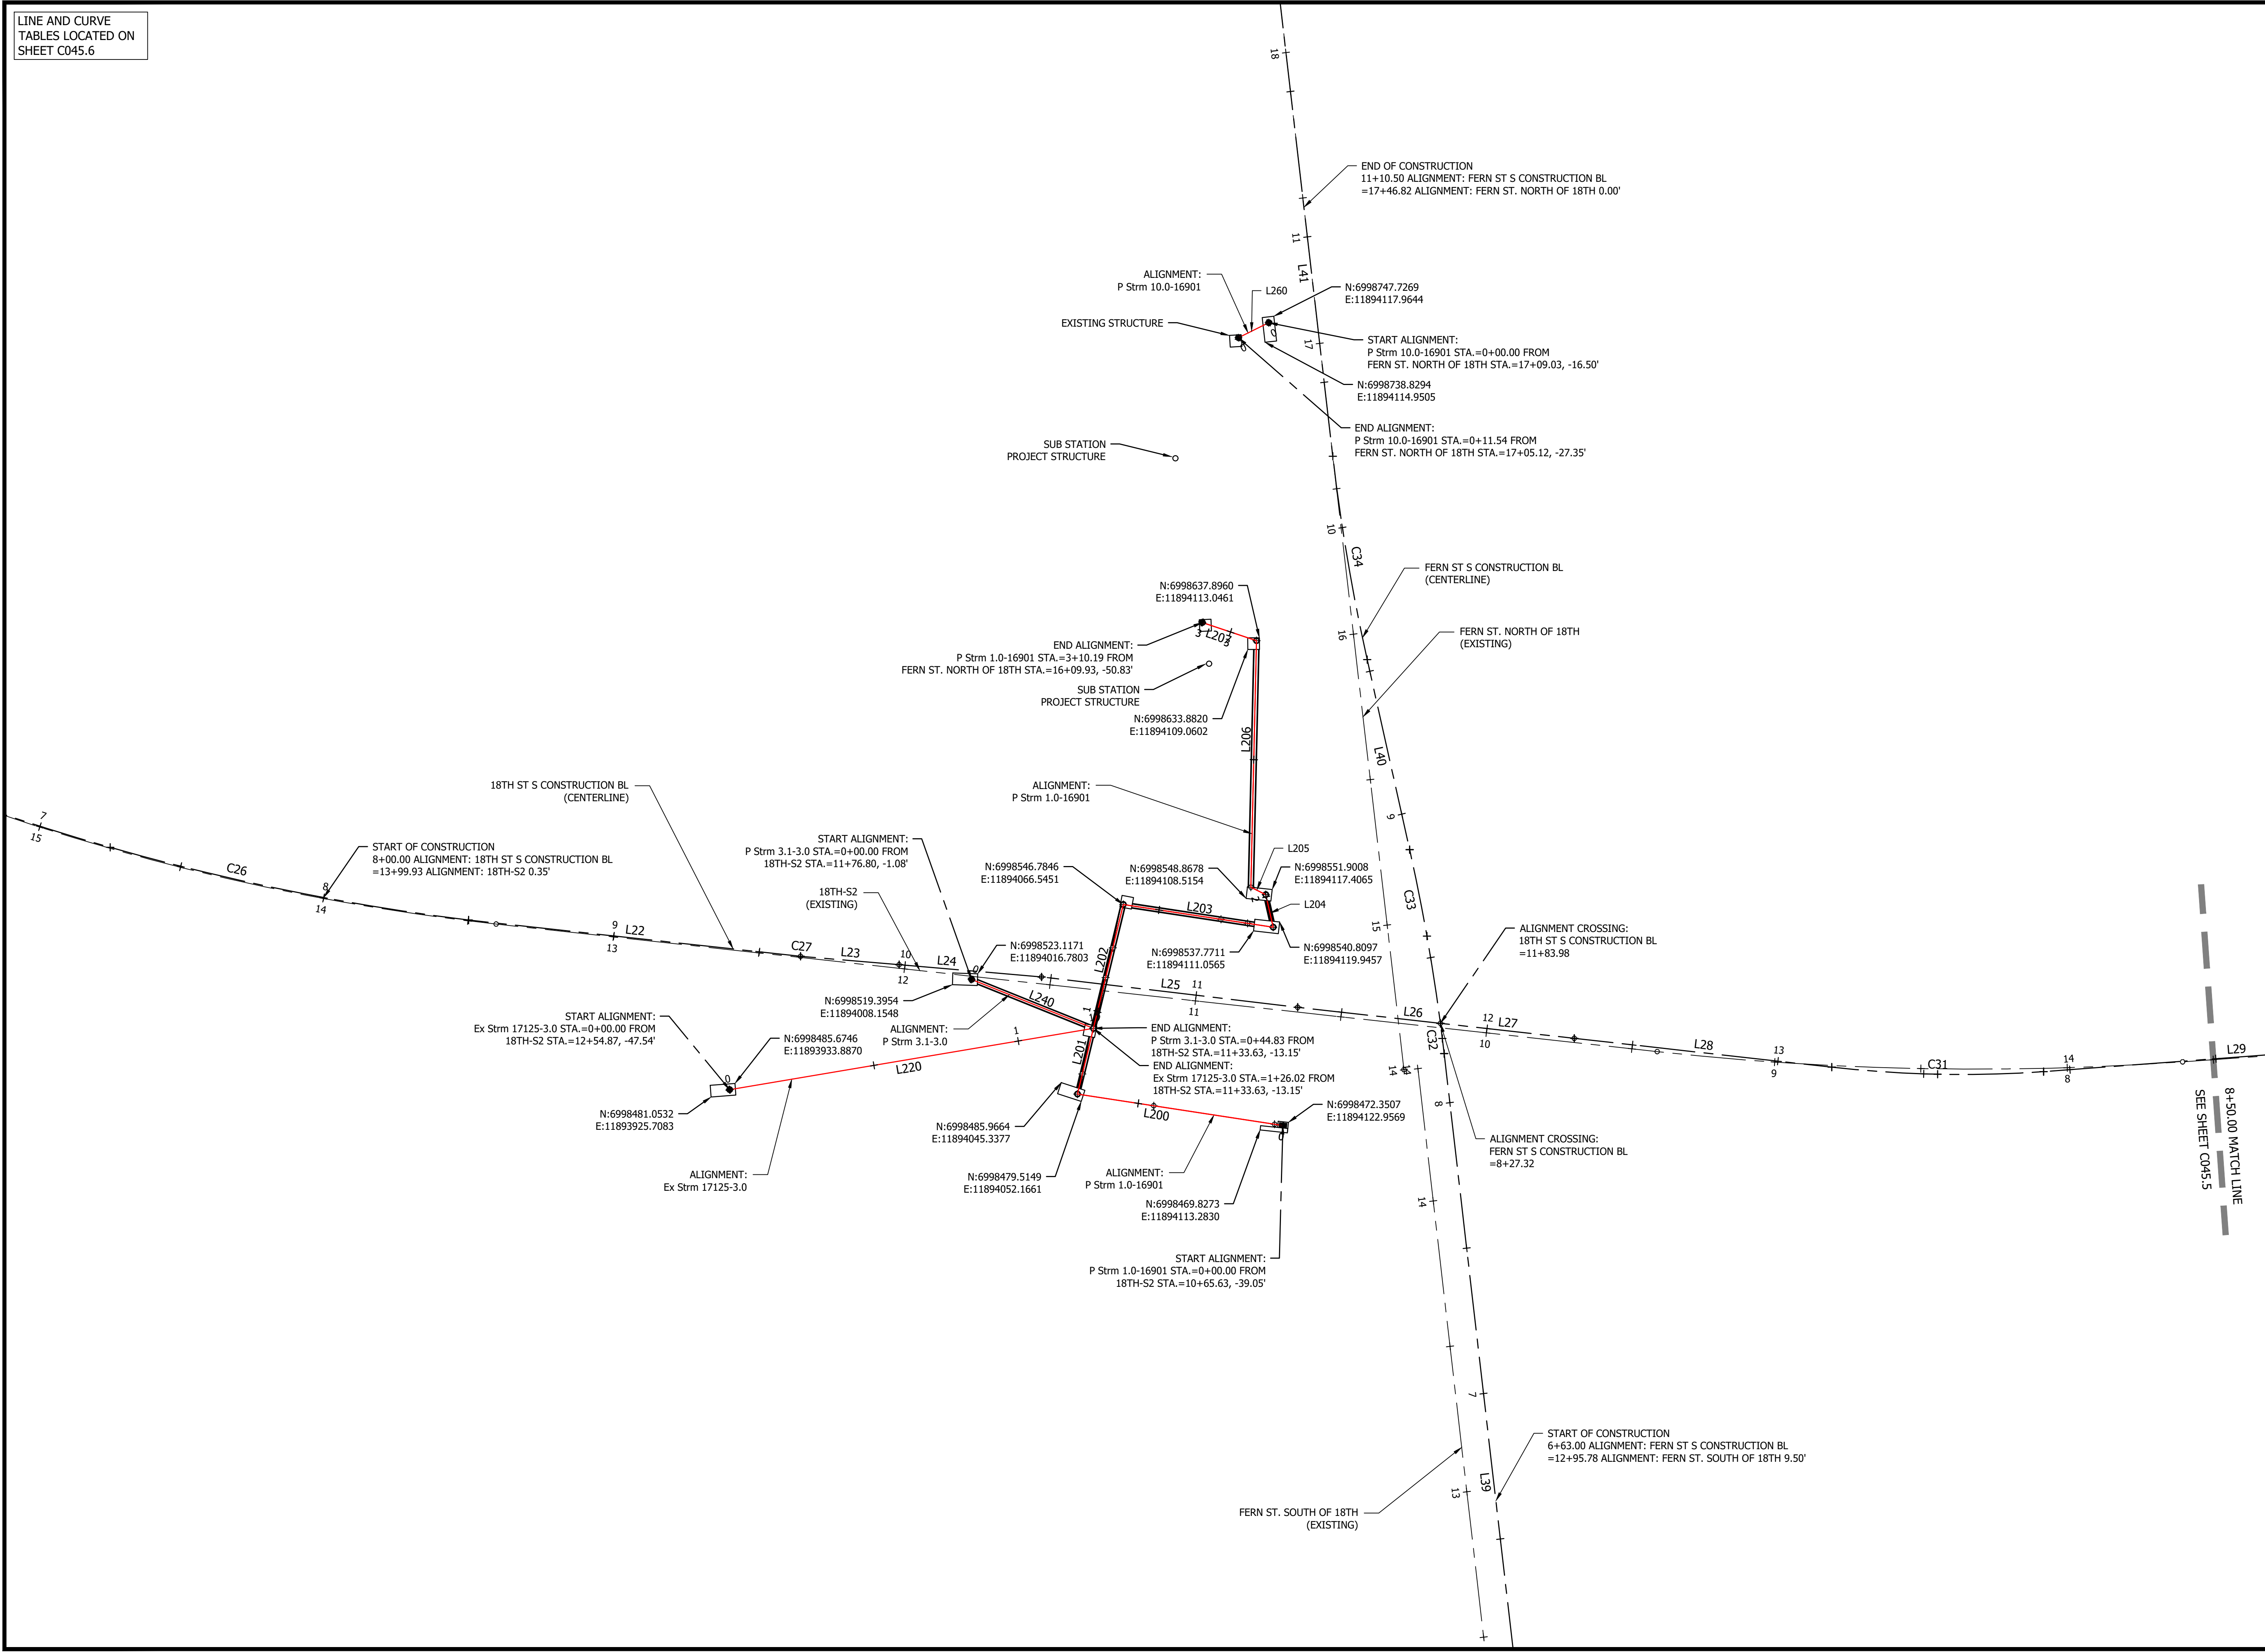 LINE AND CURVE
TABLES LOCATED ON
SHEET C045.6
18
END OF CONSTRUCTION
11+10.50 ALIGNMENT: FERN ST S CONSTRUCTION BL
=17+46.82 ALIGNMENT: FERN ST. NORTH OF 18TH 0.00'
11
L41
ALIGNMENT:
P Strm 10.0-16901
L260
N:6998747.7269
E:11894117.9644
EXISTING STRUCTURE
0
0
17
START ALIGNMENT:
P Strm 10.0-16901 STA.=0+00.00 FROM
FERN ST. NORTH OF 18TH STA.=17+09.03, -16.50'
N:6998738.8294
E:11894114.9505
END ALIGNMENT:
P Strm 10.0-16901 STA.=0+11.54 FROM
FERN ST. NORTH OF 18TH STA.=17+05.12, -27.35'
SUB STATION
PROJECT STRUCTURE
10
C34
FERN ST S CONSTRUCTION BL
(CENTERLINE)
N:6998637.8960
E:11894113.0461
16
FERN ST. NORTH OF 18TH
(EXISTING)
3
L207
3
END ALIGNMENT:
P Strm 1.0-16901 STA.=3+10.19 FROM
FERN ST. NORTH OF 18TH STA.=16+09.93, -50.83'
SUB STATION
PROJECT STRUCTURE
N:6998633.8820
E:11894109.0602
L206
L40
ALIGNMENT:
P Strm 1.0-16901
9
18TH ST S CONSTRUCTION BL
(CENTERLINE)
7
15
C26
START OF CONSTRUCTION
8+00.00 ALIGNMENT: 18TH ST S CONSTRUCTION BL
=13+99.93 ALIGNMENT: 18TH-S2 0.35'
8
14
START ALIGNMENT:
P Strm 3.1-3.0 STA.=0+00.00 FROM
18TH-S2 STA.=11+76.80, -1.08'
N:6998546.7846
E:11894066.5451
N:6998548.8678
E:11894108.5154
L205
N:6998551.9008
E:11894117.4065
18TH-S2
(EXISTING)
2
L203
L204
C33
15
9
L22
13
C27
L23
10
L24
12
0
N:6998523.1171
E:11894016.7803
L202
N:6998537.7711
E:11894111.0565
N:6998540.8097
E:11894119.9457
ALIGNMENT CROSSING:
18TH ST S CONSTRUCTION BL
=11+83.98
L25
11
11
N:6998519.3954
E:11894008.1548
L240
1
L26
12
L27
10
START ALIGNMENT:
Ex Strm 17125-3.0 STA.=0+00.00 FROM
18TH-S2 STA.=12+54.87, -47.54'
ALIGNMENT:
P Strm 3.1-3.0
1
END ALIGNMENT:
P Strm 3.1-3.0 STA.=0+44.83 FROM
18TH-S2 STA.=11+33.63, -13.15'
END ALIGNMENT:
Ex Strm 17125-3.0 STA.=1+26.02 FROM
18TH-S2 STA.=11+33.63, -13.15'
N:6998485.6746
E:11893933.8870
L201
C32
L28
13
9
14
8
C31
L29
0
L220
14
14
8
N:6998481.0532
E:11893925.7083
N:6998485.9664
E:11894045.3377
L200
0
N:6998472.3507
E:11894122.9569
8+50.00 MATCH LINE
SEE SHEET C045.5
ALIGNMENT CROSSING:
FERN ST S CONSTRUCTION BL
=8+27.32
ALIGNMENT:
Ex Strm 17125-3.0
N:6998479.5149
E:11894052.1661
ALIGNMENT:
P Strm 1.0-16901
N:6998469.8273
E:11894113.2830
14
START ALIGNMENT:
P Strm 1.0-16901 STA.=0+00.00 FROM
18TH-S2 STA.=10+65.63, -39.05'
7
START OF CONSTRUCTION
6+63.00 ALIGNMENT: FERN ST S CONSTRUCTION BL
=12+95.78 ALIGNMENT: FERN ST. SOUTH OF 18TH 9.50'
L39
13
FERN ST. SOUTH OF 18TH
(EXISTING)